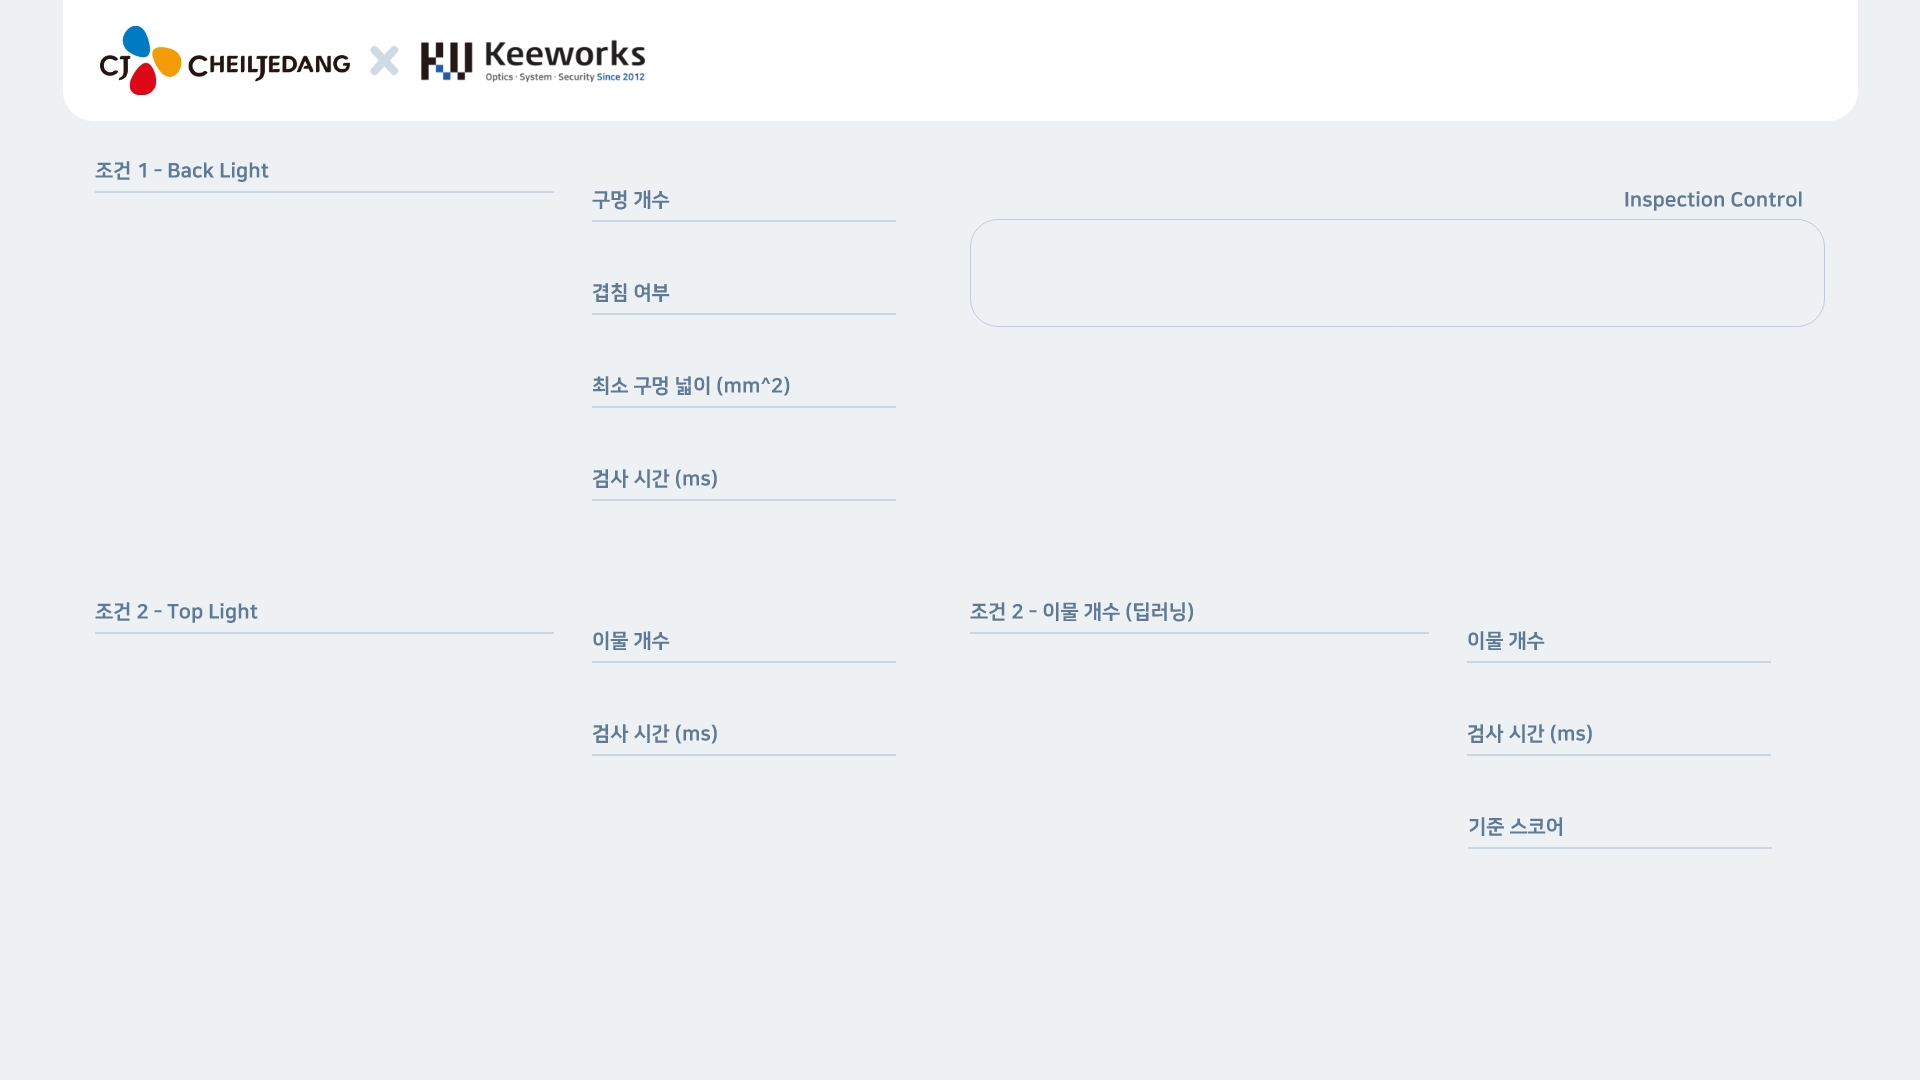 CJ CHEILJEDANG × Keeworks
Optics · System · Security Since 2012
조건 1 - Back Light
구멍 개수
겹침 여부
최소 구멍 넓이 (mm^2)
검사 시간 (ms)
Inspection Control
조건 2 - Top Light
이물 개수
검사 시간 (ms)
조건 2 - 이물 개수 (딥러닝)
이물 개수
검사 시간 (ms)
기준 스코어